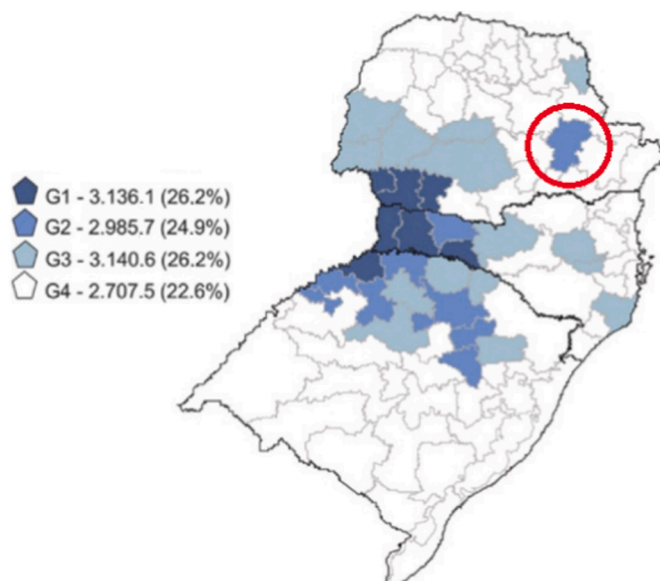 G1 - 3.136.1 (26.2%)
G2 - 2.985.7 (24.9%)
G3 - 3.140.6 (26.2%)
G4 - 2.707.5 (22.6%)